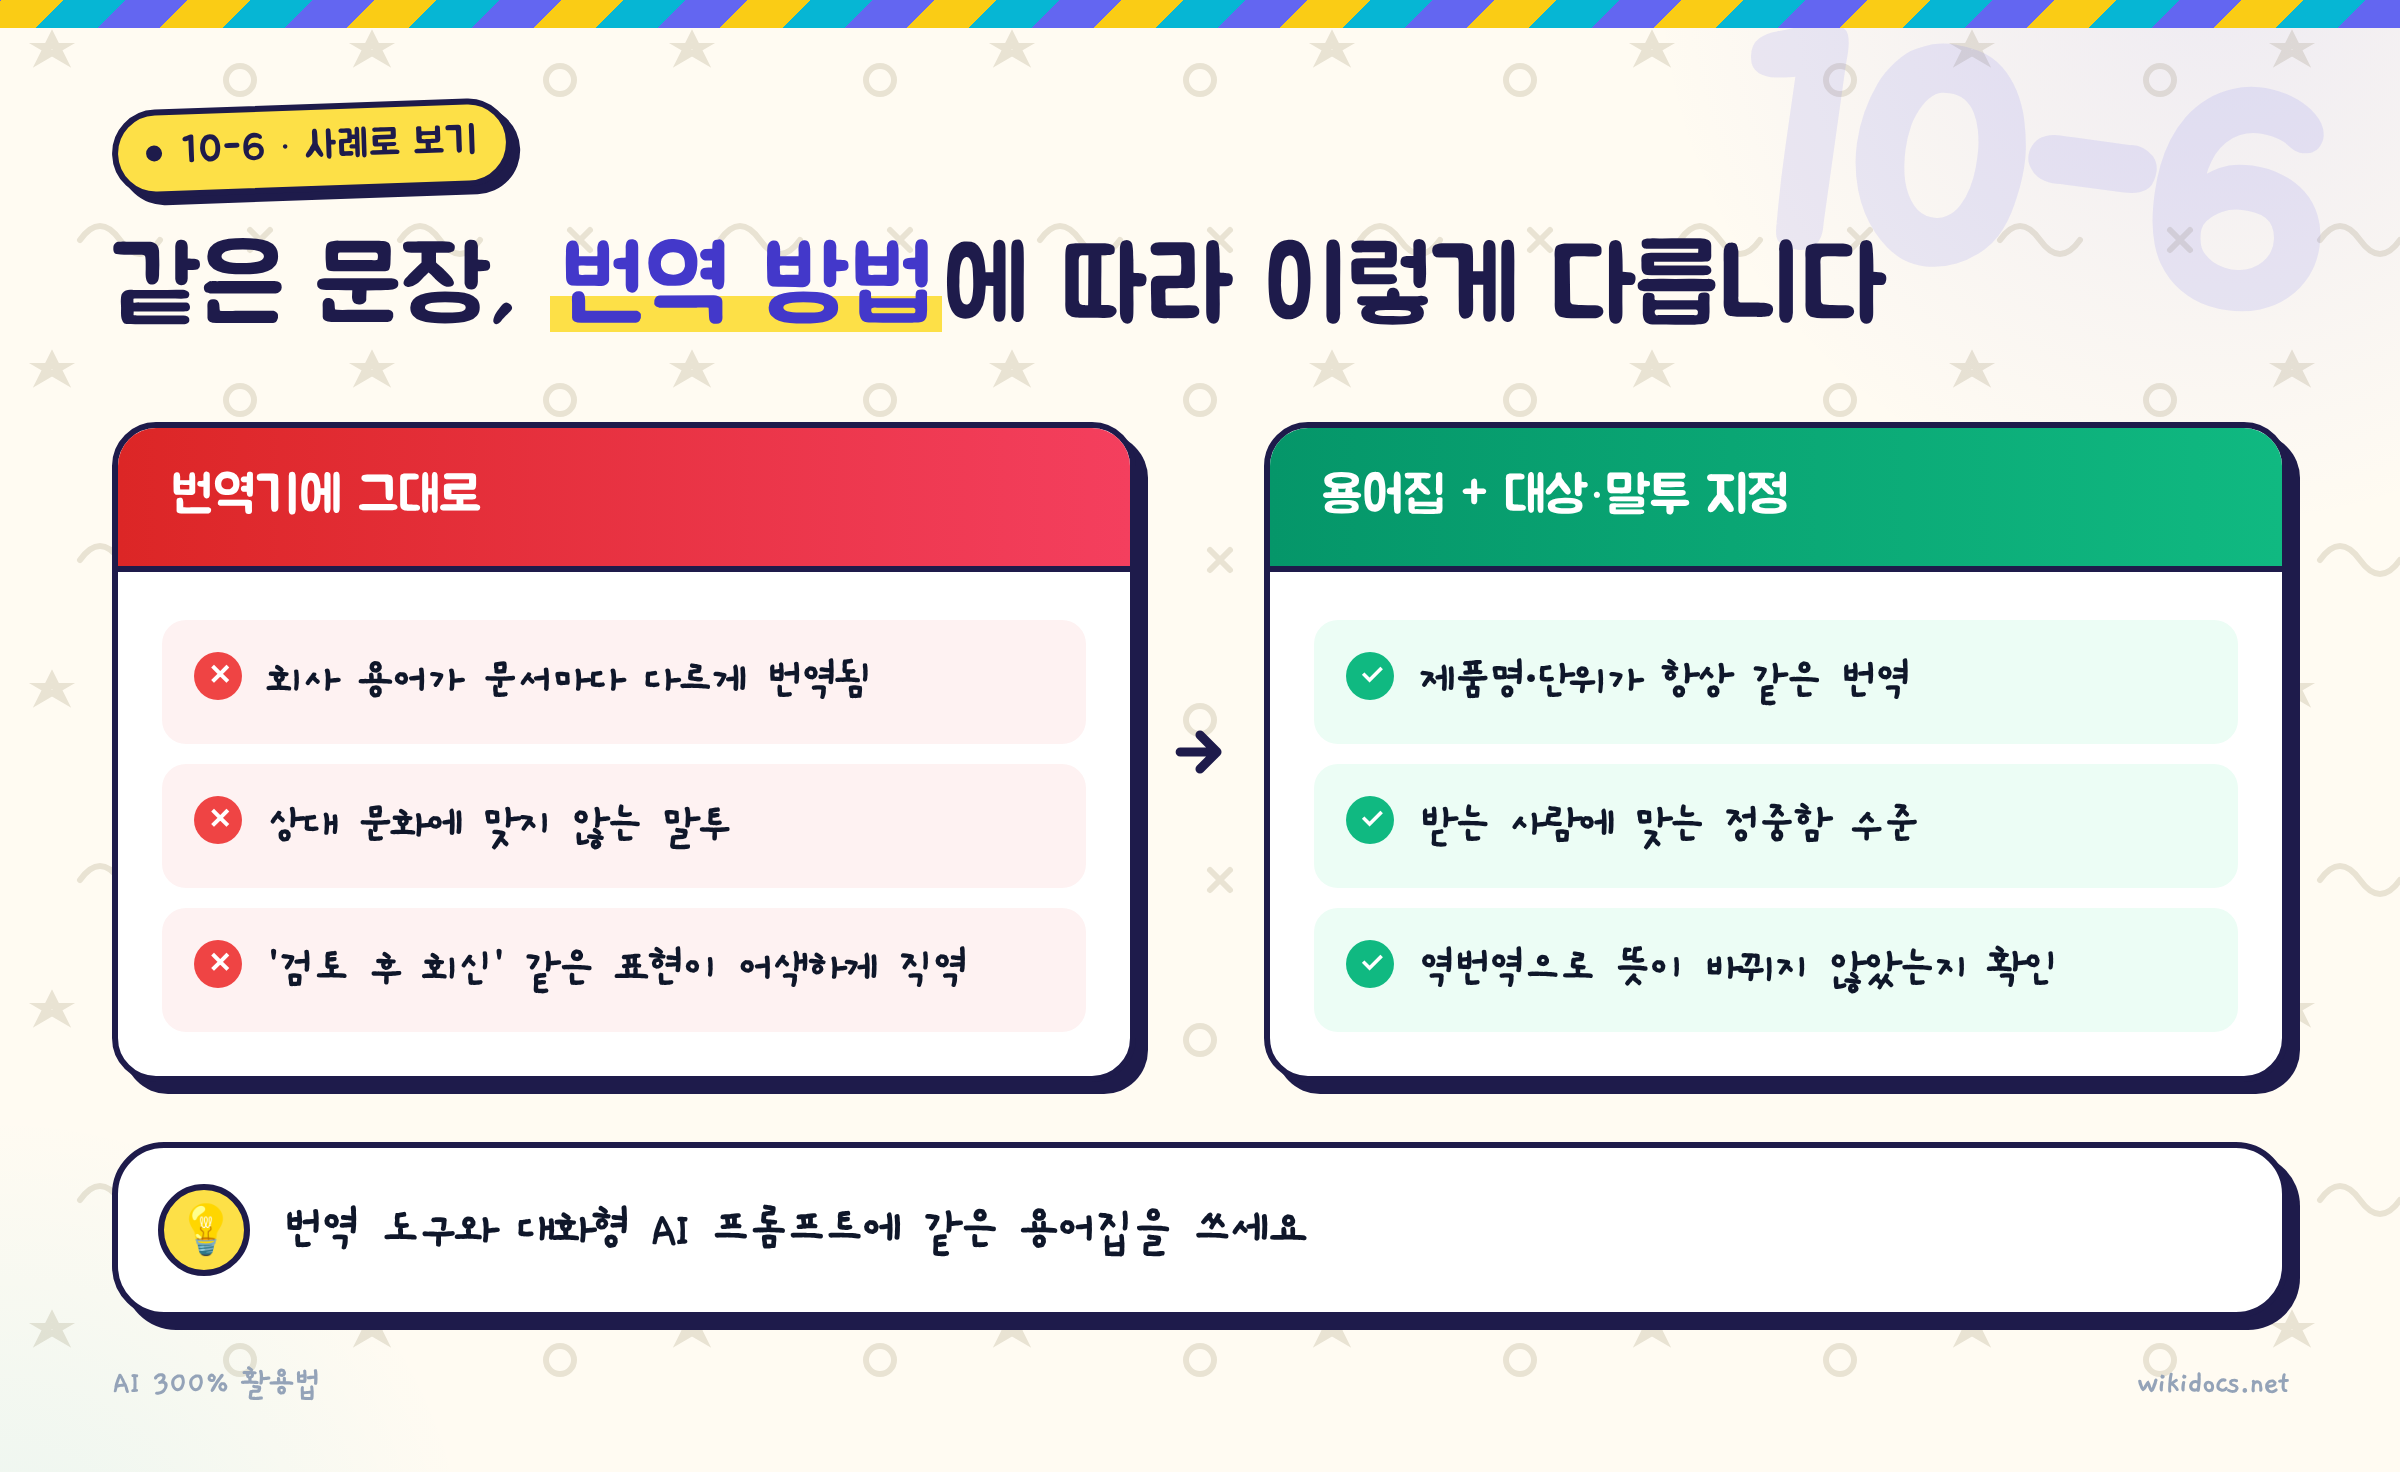 10-6
10-6 · 사례로 보기
같은 문장, 번역 방법에 따라 이렇게 다릅니다
번역기에 그대로
회사 용어가 문서마다 다르게 번역됨
상대 문화에 맞지 않는 말투
'검토 후 회신' 같은 표현이 어색하게 직역
→
용어집 + 대상·말투 지정
제품명·단위가 항상 같은 번역
받는 사람에 맞는 정중함 수준
역번역으로 뜻이 바뀌지 않았는지 확인
번역 도구와 대화형 AI 프롬프트에 같은 용어집을 쓰세요
AI 300% 활용법
wikidocs.net